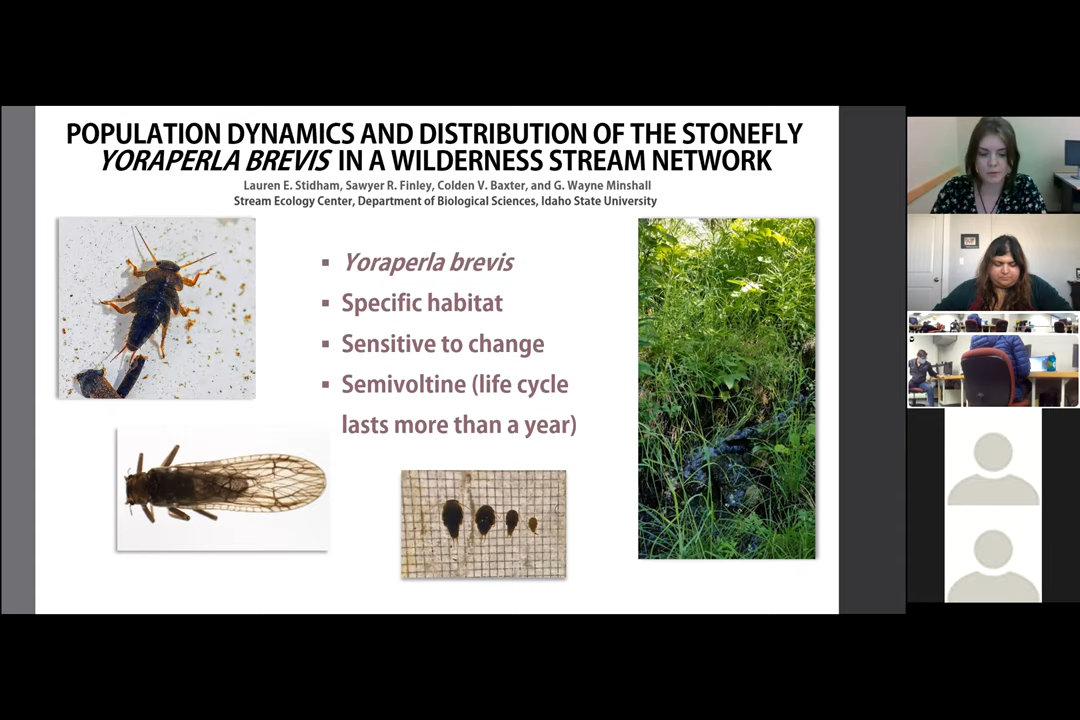 POPULATION DYNAMICS AND DISTRIBUTION OF THE STONEFLY
YORAPERLA BREVIS IN A WILDERNESS STREAM NETWORK
Lauren E. Stidham, Sawyer R. Finley, Colden V. Baxter, and G. Wayne Minshall
Stream Ecology Center, Department of Biological Sciences, Idaho State University
▪ Yoraperla brevis
▪ Specific habitat
▪ Sensitive to change
▪ Semivoltine (life cycle
lasts more than a year)